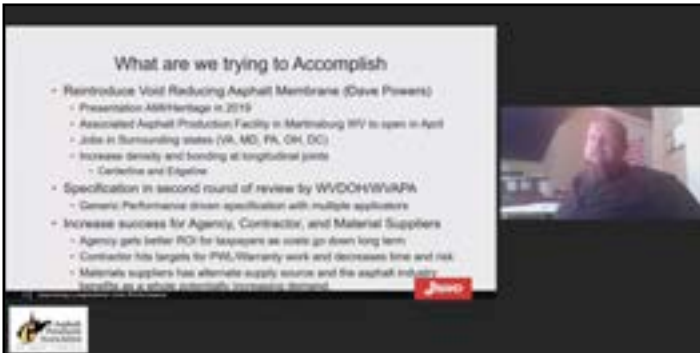 What are we trying to Accomplish
Reintroduce Void Reducing Asphalt Membrane (Dave Powers)
Presentation AMI/Heritage in 2019
Associated Asphalt Production Facility in Martinsburg WV to open in April
Jobs in Surrounding states (VA, MD, PA, OH, DC)
Increase density and bonding at longitudinal joints
Centerline and Edgeline
Specification in second round of review by WVDOH/WVAPA
Generic Performance driven specification with multiple applicators
Increase success for Agency, Contractor, and Material Suppliers
Agency gets better ROI for taxpayers as costs go down long term
Contractor hits targets for PWL/Warranty work and decreases time and risk
Materials suppliers has alternate supply source and the asphalt industry
benefits as a whole potentially increasing demand
Asphalt